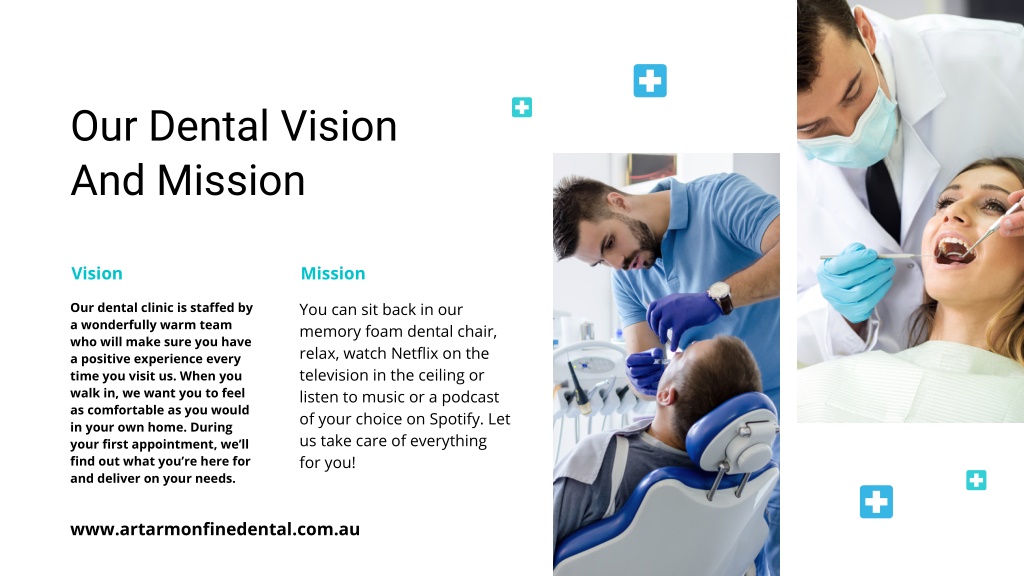 Our Dental Vision
And Mission
Vision
Our dental clinic is staffed by
a wonderfully warm team
who will make sure you have
a positive experience every
time you visit us. When you
walk in, we want you to feel
as comfortable as you would
in your own home. During
your first appointment, we’ll
find out what you’re here for
and deliver on your needs.
Mission
You can sit back in our
memory foam dental chair,
relax, watch Netflix on the
television in the ceiling or
listen to music or a podcast
of your choice on Spotify. Let
us take care of everything
for you!
www.artarmonfinedental.com.au